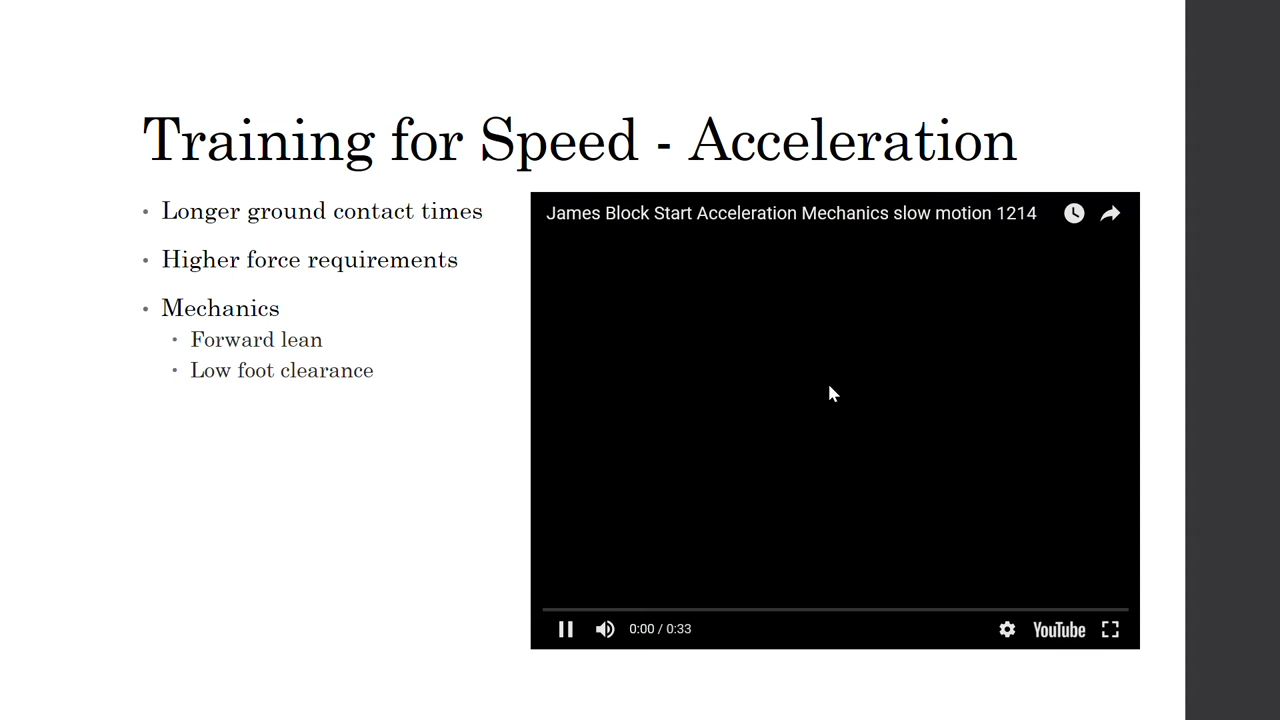 Training for Speed - Acceleration
• Longer ground contact times
• Higher force requirements
• Mechanics
• Forward lean
• Low foot clearance
James Block Start Acceleration Mechanics slow motion 1214
0:00 / 0:33
YouTube